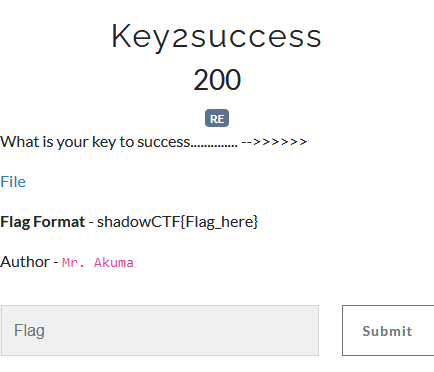 Key2success
200
RE
What is your key to success.............. -->>>>>>
File
Flag Format - shadowCTF{Flag_here}
Author - Mr. Akuma
Flag
Submit